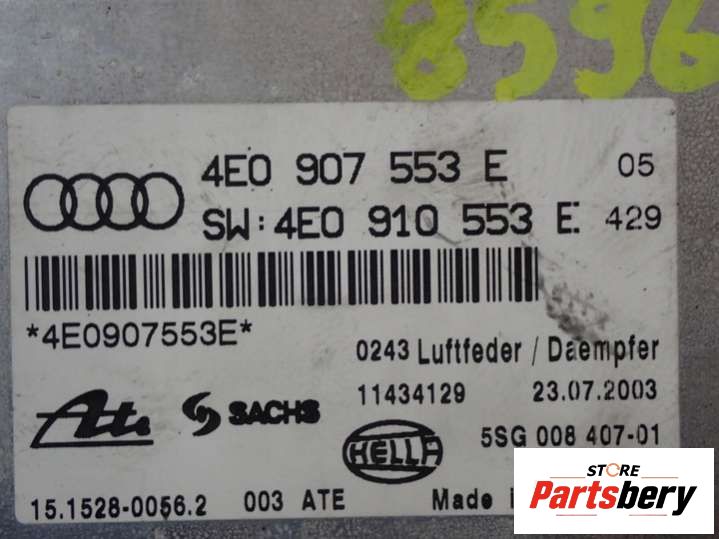 8596
4E0 907 553 E 05
SW: 4E0 910 553 E 429
*4E0907553E*
0243 Luftfeder / Daempfer
11434129 23.07.2003
Ate SACHS HELLA 5SG 008 407-01
15.1528-0056.2 003 ATE Made
STORE
Partsbery